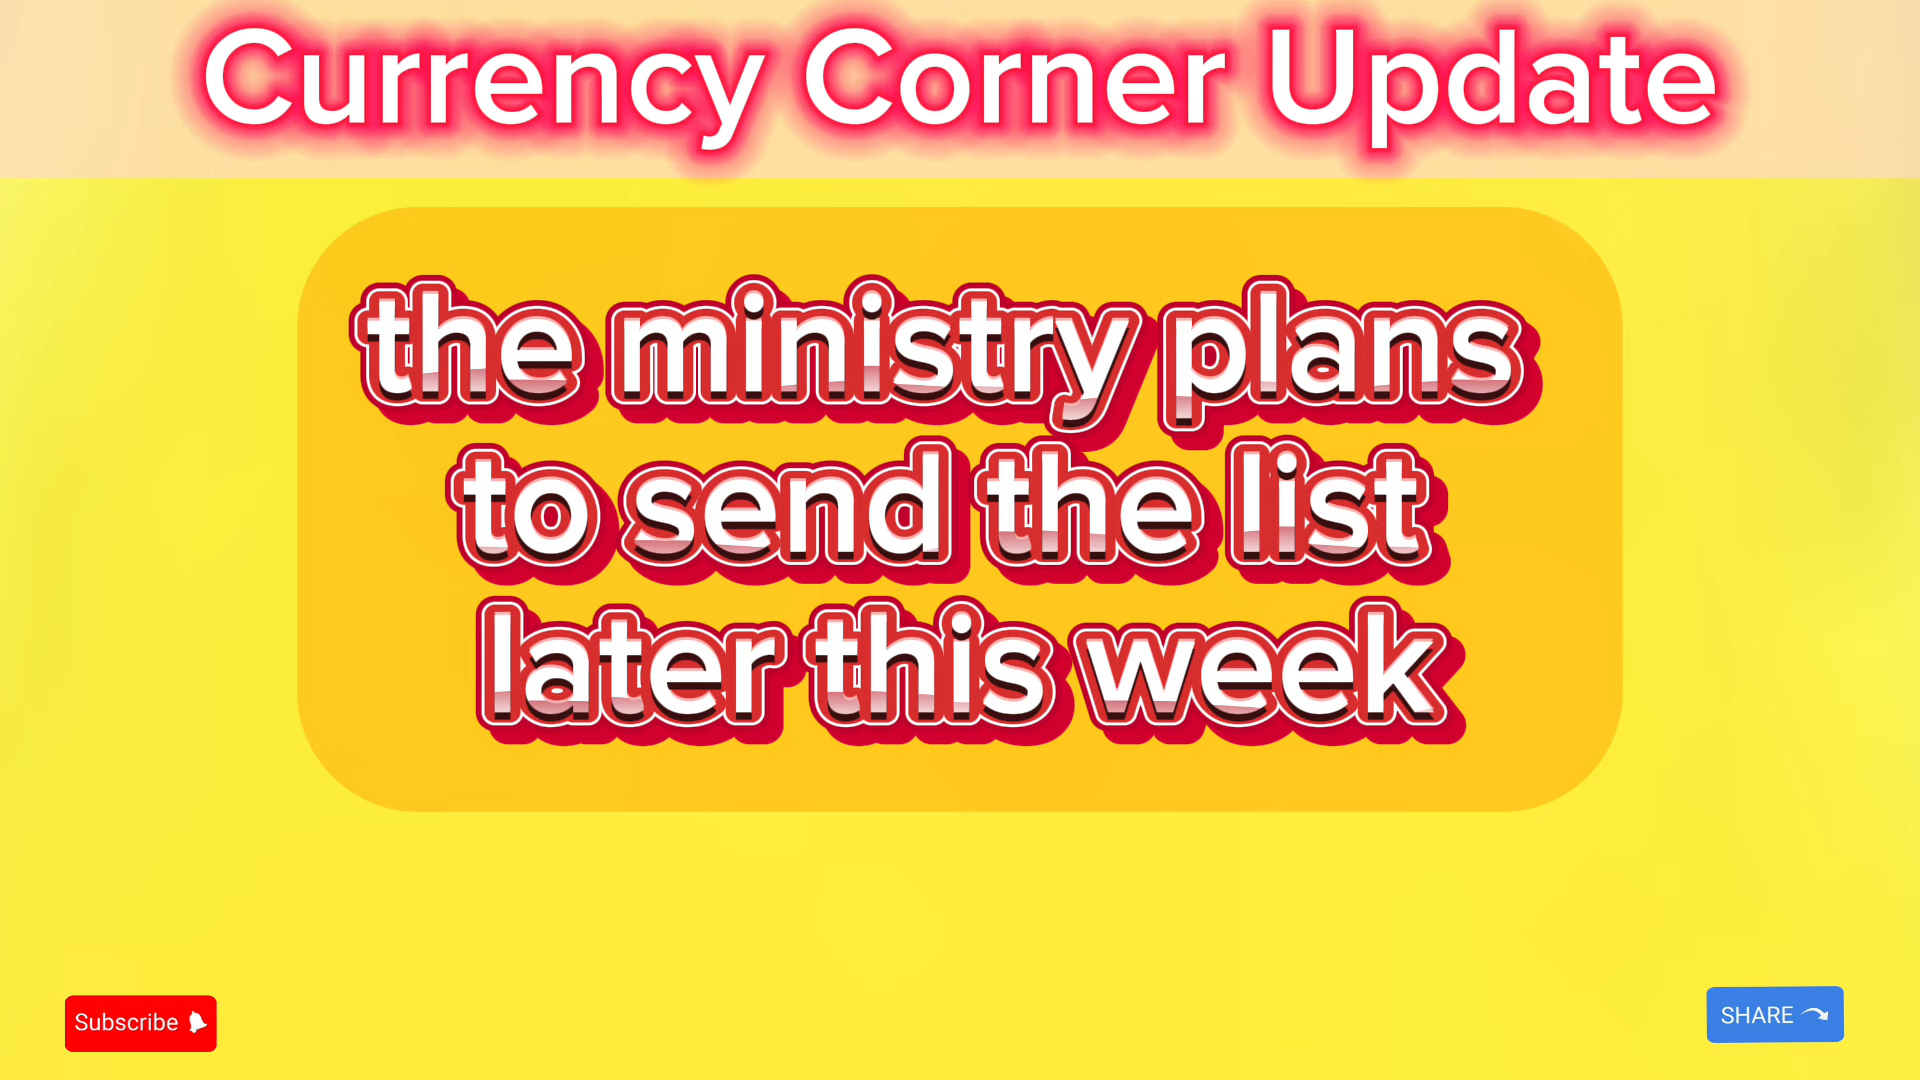 Currency Corner Update
the ministry plans
to send the list
later this week
Subscribe
SHARE